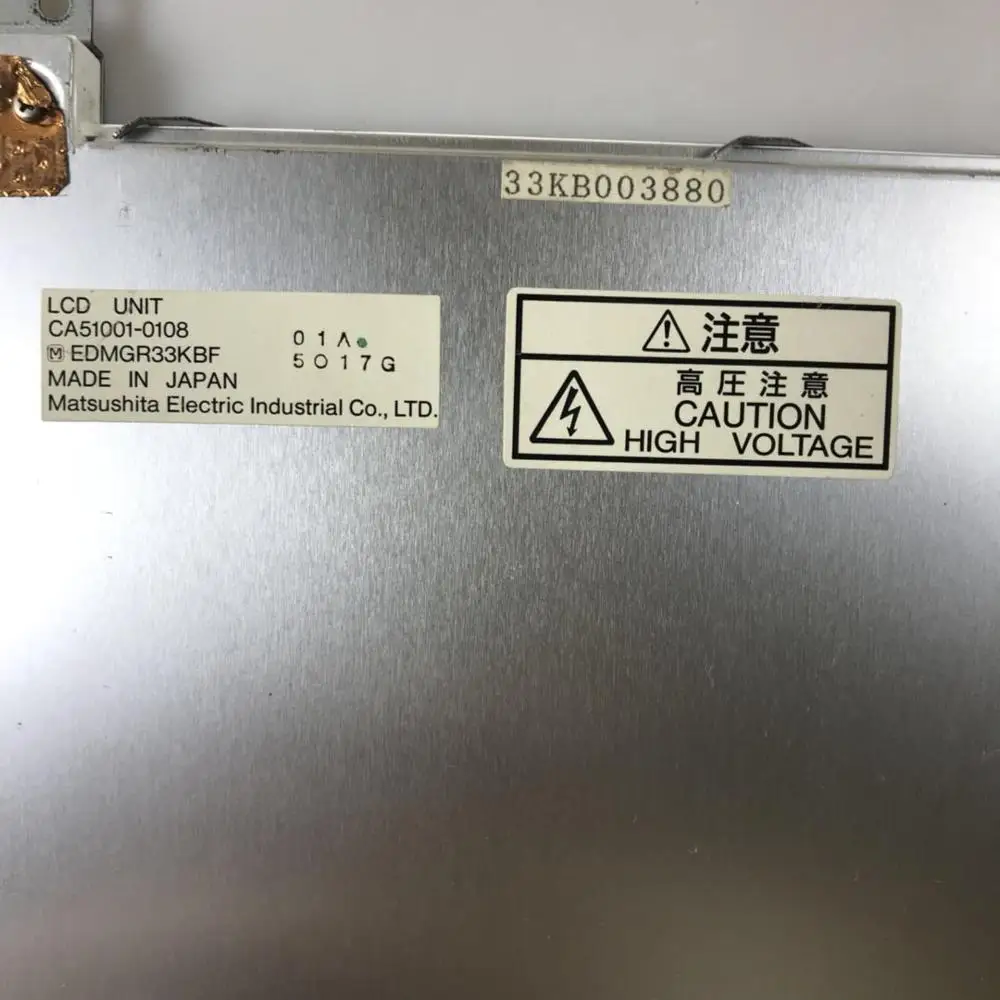 33KB003880
LCD UNIT
CA51001-0108
M EDMGR33KBF
MADE IN JAPAN
Matsushita Electric Industrial Co., LTD.
01A
5017G
注意
高圧注意
CAUTION
HIGH VOLTAGE